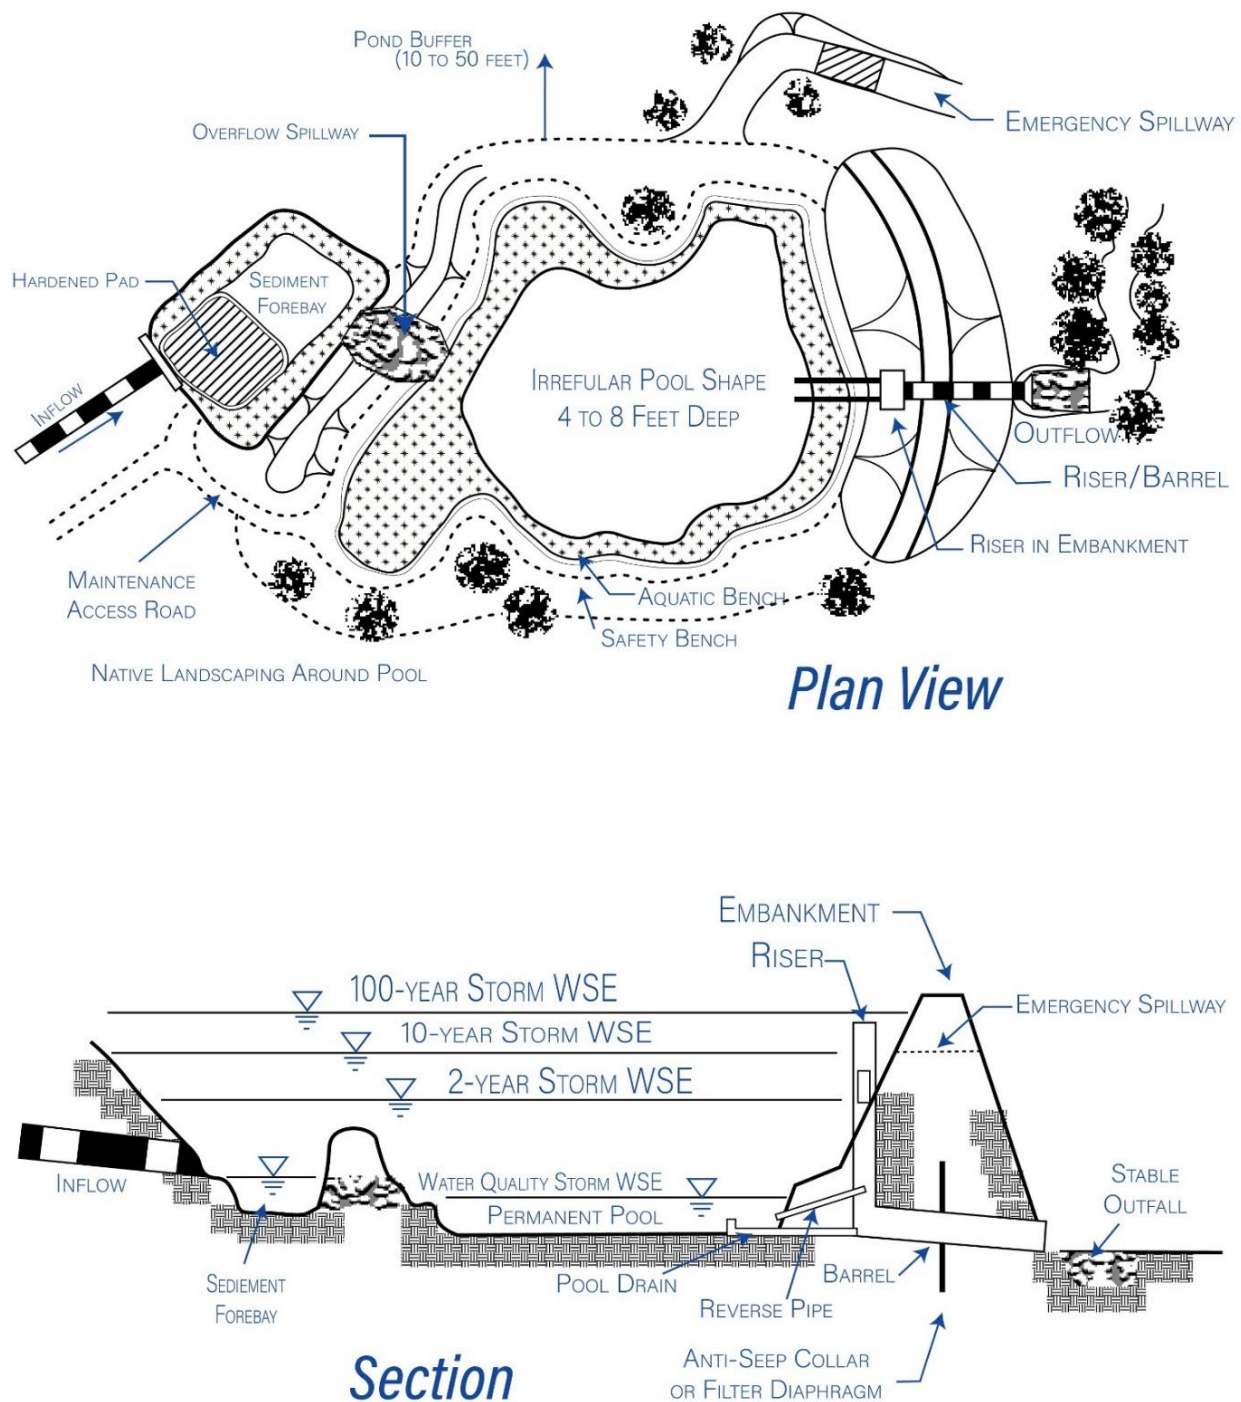 Pond Buffer
(10 to 50 feet)
Overflow Spillway
Emergency Spillway
Hardened Pad
Sediment
Forebay
Inflow
Irrefular Pool Shape
4 to 8 Feet Deep
Outflow
Riser/Barrel
Riser in Embankment
Maintenance
Access Road
Aquatic Bench
Safety Bench
Native Landscaping Around Pool
Plan View
Embankment
Riser
100-year Storm WSE
Emergency Spillway
10-year Storm WSE
2-year Storm WSE
Inflow
Water Quality Storm WSE
Permanent Pool
Stable
Outfall
Sediement
Forebay
Pool Drain
Barrel
Reverse Pipe
Anti-Seep Collar
or Filter Diaphragm
Section